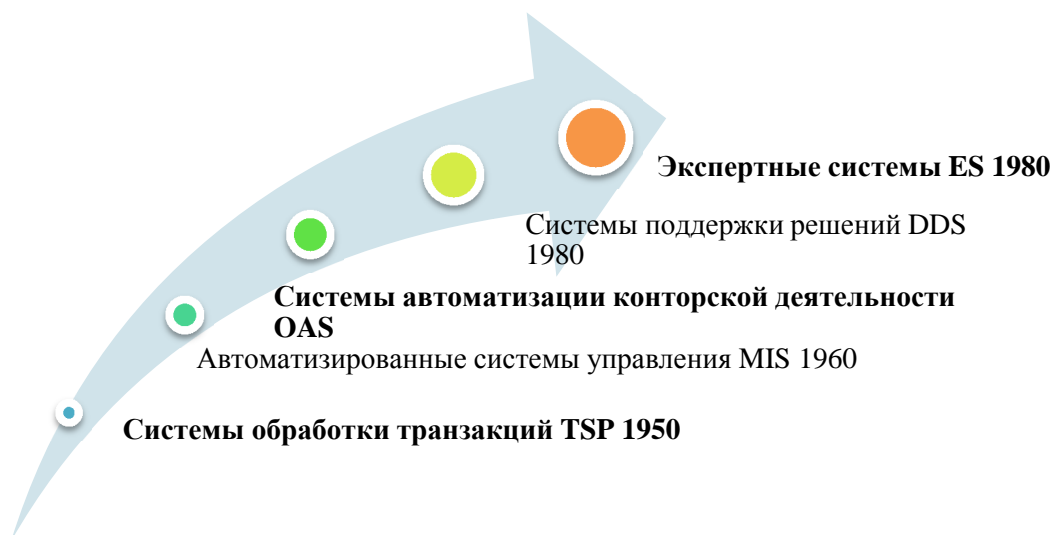 Экспертные системы ES 1980
Системы поддержки решений DDS
1980
Системы автоматизации конторской деятельности
OAS
Автоматизированные системы управления MIS 1960
Системы обработки транзакций TSP 1950